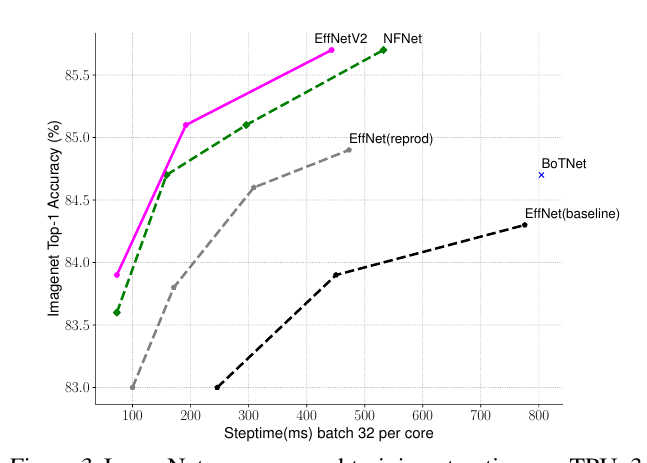 EffNetV2 NFNet
85.5
85.0
84.5
84.0
83.5
83.0
Imagenet Top-1 Accuracy (%)
EffNet(reprod)
BoTNet
EffNet(baseline)
100 200 300 400 500 600 700 800
Steptime(ms) batch 32 per core